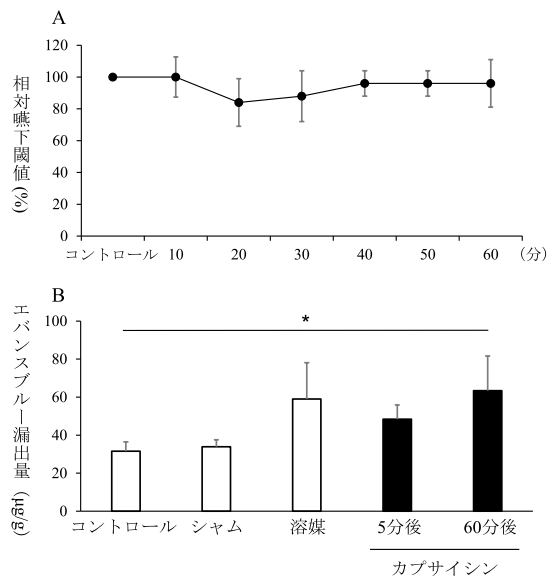 A
相対嚥下閾値 (%)
120
100
80
60
40
20
0
コントロール 10 20 30 40 50 60 (分)
B
エバンスブルー漏出量 (μg/g)
*
100
80
60
40
20
0
コントロール シャム 溶媒 5分後 60分後
カプサイシン